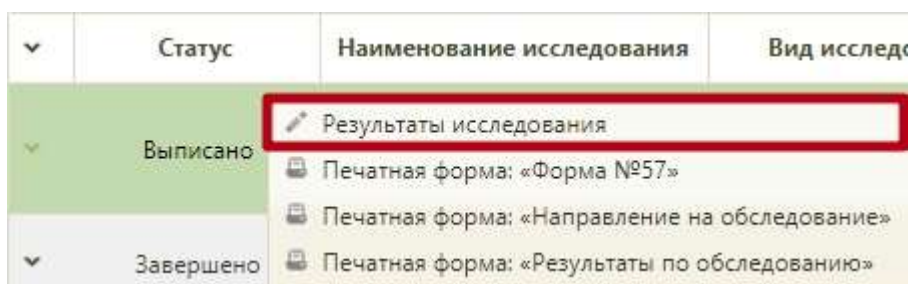 Статус Наименование исследования Вид исследо
Результаты исследования
Выписано
Печатная форма: «Форма №57»
Печатная форма: «Направление на обследование»
Завершено Печатная форма: «Результаты по обследованию»